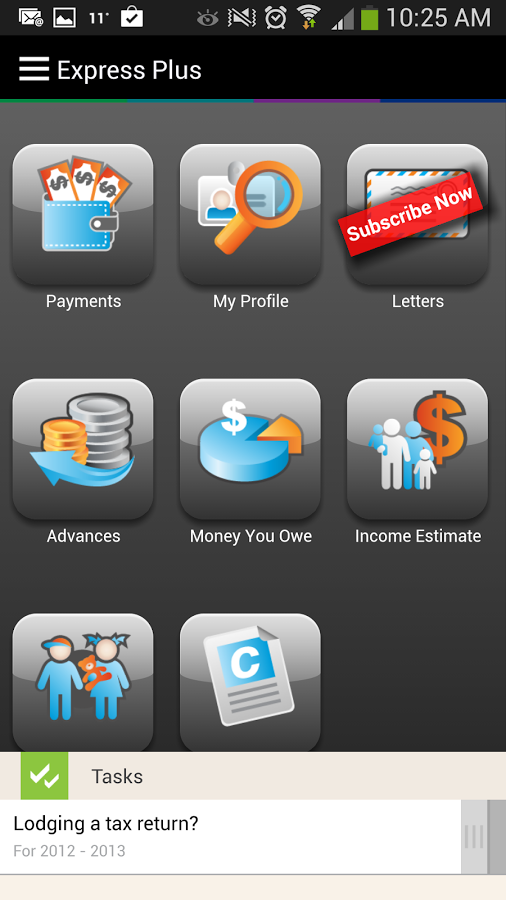 11°
10:25 AM
Express Plus
Subscribe Now
Payments
My Profile
Letters
$
Advances
Money You Owe
Income Estimate
C
Tasks
Lodging a tax return?
For 2012 - 2013